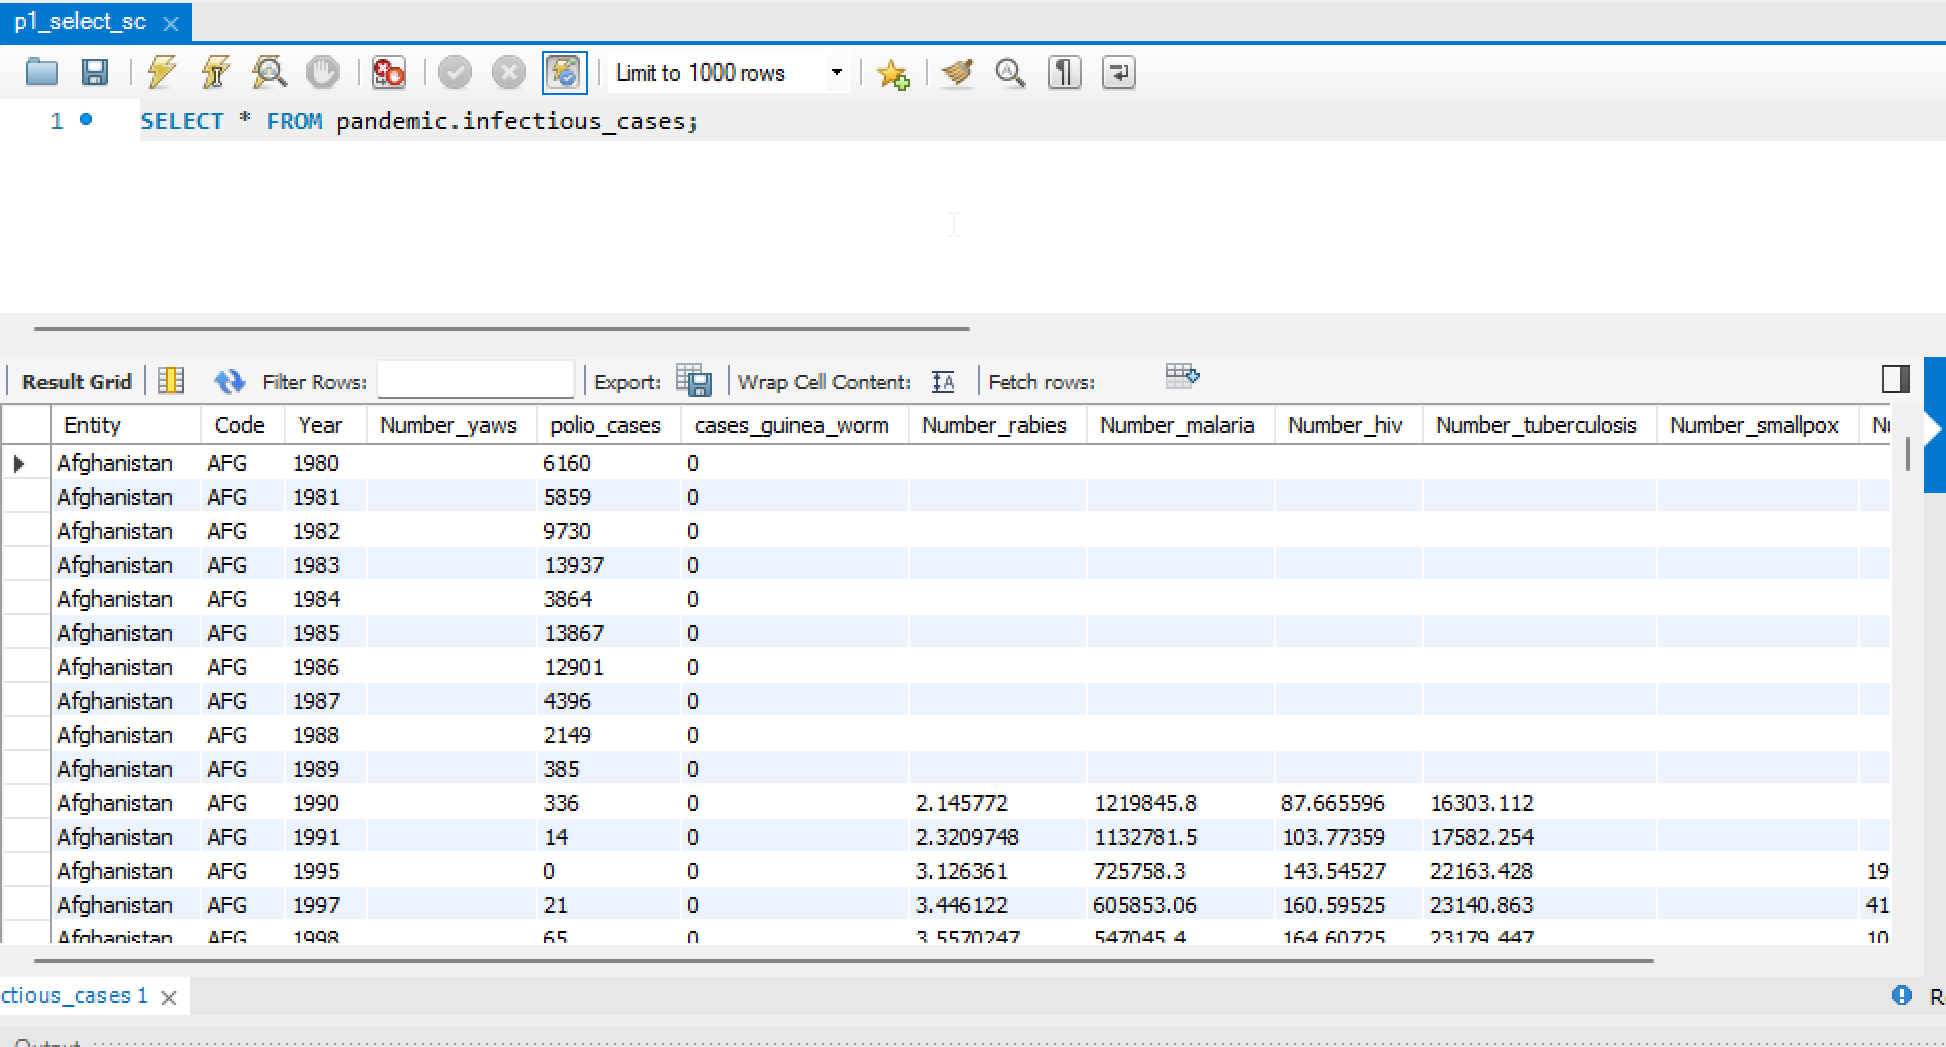 p1_select_sc
Limit to 1000 rows
1 SELECT * FROM pandemic.infectious_cases;
Result Grid Filter Rows: Export: Wrap Cell Content: Fetch rows:
Entity Code Year Number_yaws polio_cases cases_guinea_worm Number_rabies Number_malaria Number_hiv Number_tuberculosis Number_smallpox
Afghanistan AFG 1980 6160 0
Afghanistan AFG 1981 5859 0
Afghanistan AFG 1982 9730 0
Afghanistan AFG 1983 13937 0
Afghanistan AFG 1984 3864 0
Afghanistan AFG 1985 13867 0
Afghanistan AFG 1986 12901 0
Afghanistan AFG 1987 4396 0
Afghanistan AFG 1988 2149 0
Afghanistan AFG 1989 385 0
Afghanistan AFG 1990 336 0 2.145772 1219845.8 87.665596 16303.112
Afghanistan AFG 1991 14 0 2.3209748 1132781.5 103.77359 17582.254
Afghanistan AFG 1995 0 0 3.126361 725758.3 143.54527 22163.428 19
Afghanistan AFG 1997 21 0 3.446122 605853.06 160.59525 23140.863 41
Afghanistan AFG 1998 65 0 3.5570247 547045.4 164.60725 23179.447 10
ctious_cases 1
Output